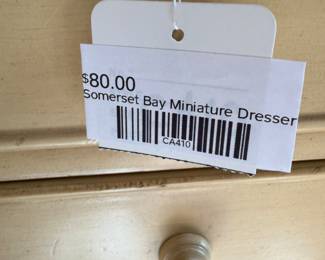 $80.00
Somerset Bay Miniature Dresser
CA410